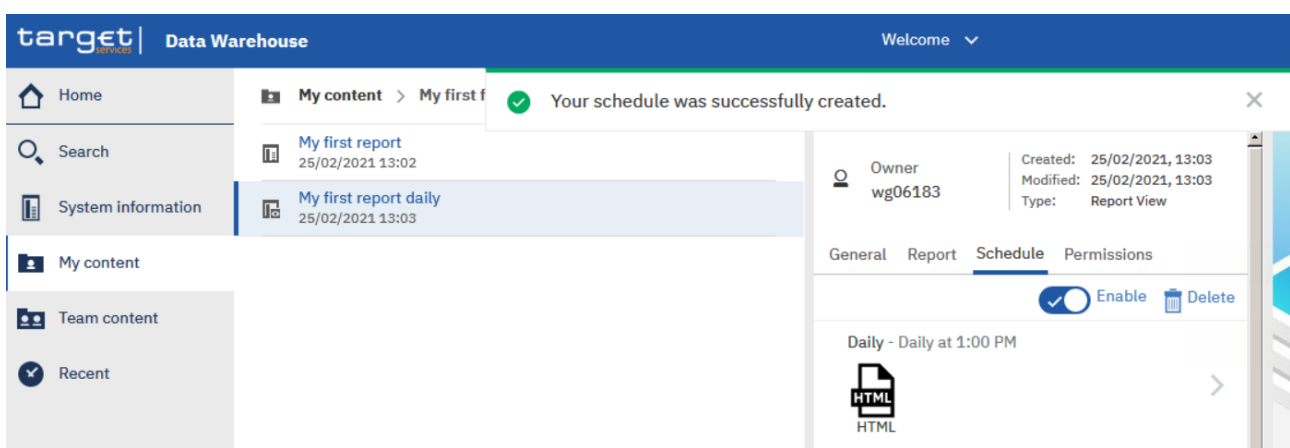 target services | Data Warehouse
Welcome
Home
Search
System information
My content
Team content
Recent
My content > My first f
Your schedule was successfully created.
My first report
25/02/2021 13:02
My first report daily
25/02/2021 13:03
Owner
wg06183
Created: 25/02/2021, 13:03
Modified: 25/02/2021, 13:03
Type: Report View
General Report Schedule Permissions
Enable Delete
Daily - Daily at 1:00 PM
HTML
HTML